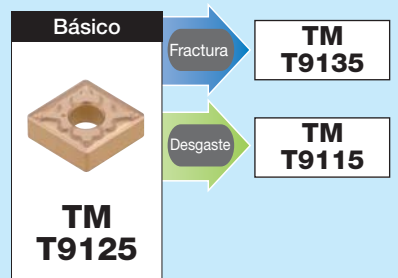 Básico
TM
T9125
Fractura
TM
T9135
Desgaste
TM
T9115